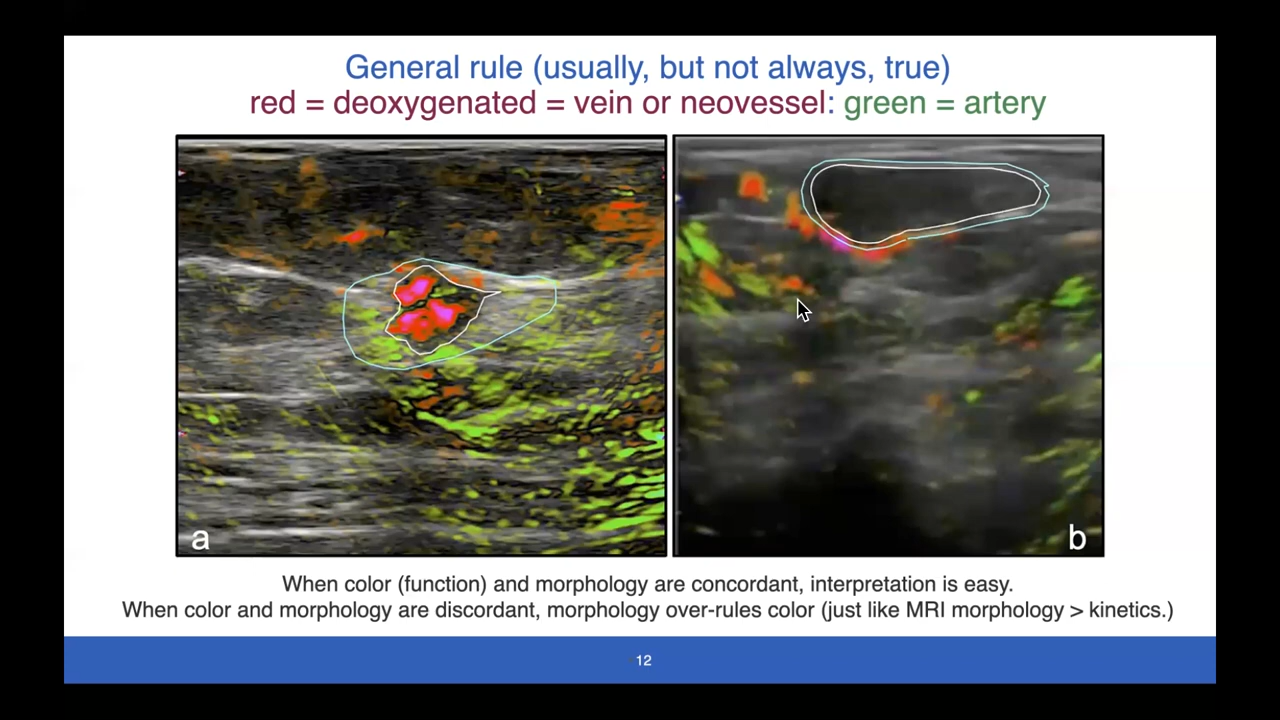 General rule (usually, but not always, true)
red = deoxygenated = vein or neovessel: green = artery
a
b
When color (function) and morphology are concordant, interpretation is easy.
When color and morphology are discordant, morphology over-rules color (just like MRI morphology > kinetics.)
12